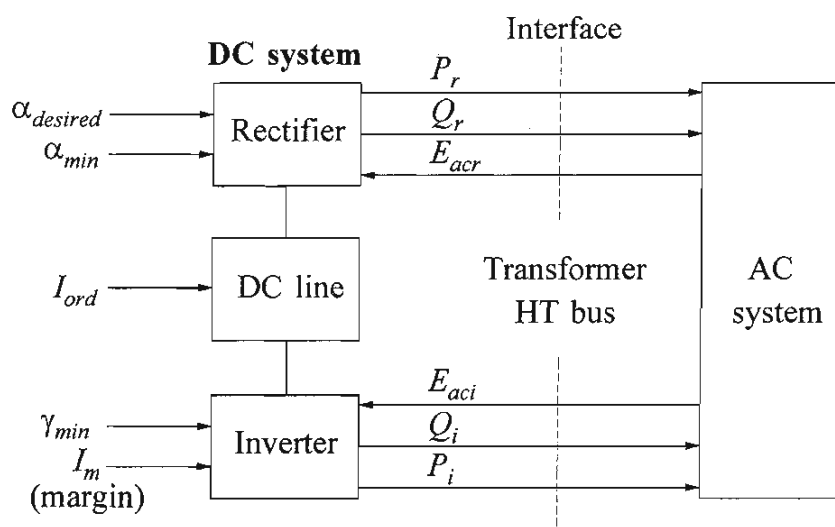 Interface
DC system
P_r
α_desired
Rectifier
Q_r
α_min
E_acr
I_ord
DC line
Transformer
HT bus
AC
system
E_aci
γ_min
Inverter
Q_i
I_m
(margin)
P_i